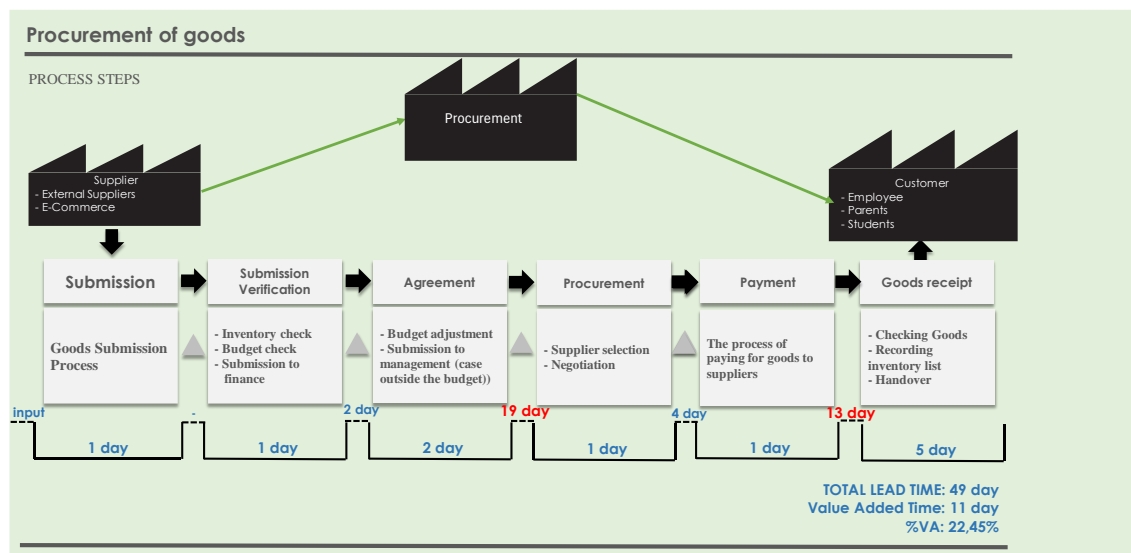 Procurement of goods
PROCESS STEPS
Procurement
Supplier
- External Suppliers
- E-Commerce
Customer
- Employee
- Parents
- Students
Submission
Submission
Verification
Agreement
Procurement
Payment
Goods receipt
Goods Submission
Process
- Inventory check
- Budget check
- Submission to
finance
- Budget adjustment
- Submission to
management (case
outside the budget))
- Supplier selection
- Negotiation
The process of
paying for goods to
suppliers
- Checking Goods
- Recording
inventory list
- Handover
input
-
2 day
19 day
4 day
13 day
1 day
1 day
2 day
1 day
1 day
5 day
TOTAL LEAD TIME: 49 day
Value Added Time: 11 day
%VA: 22,45%